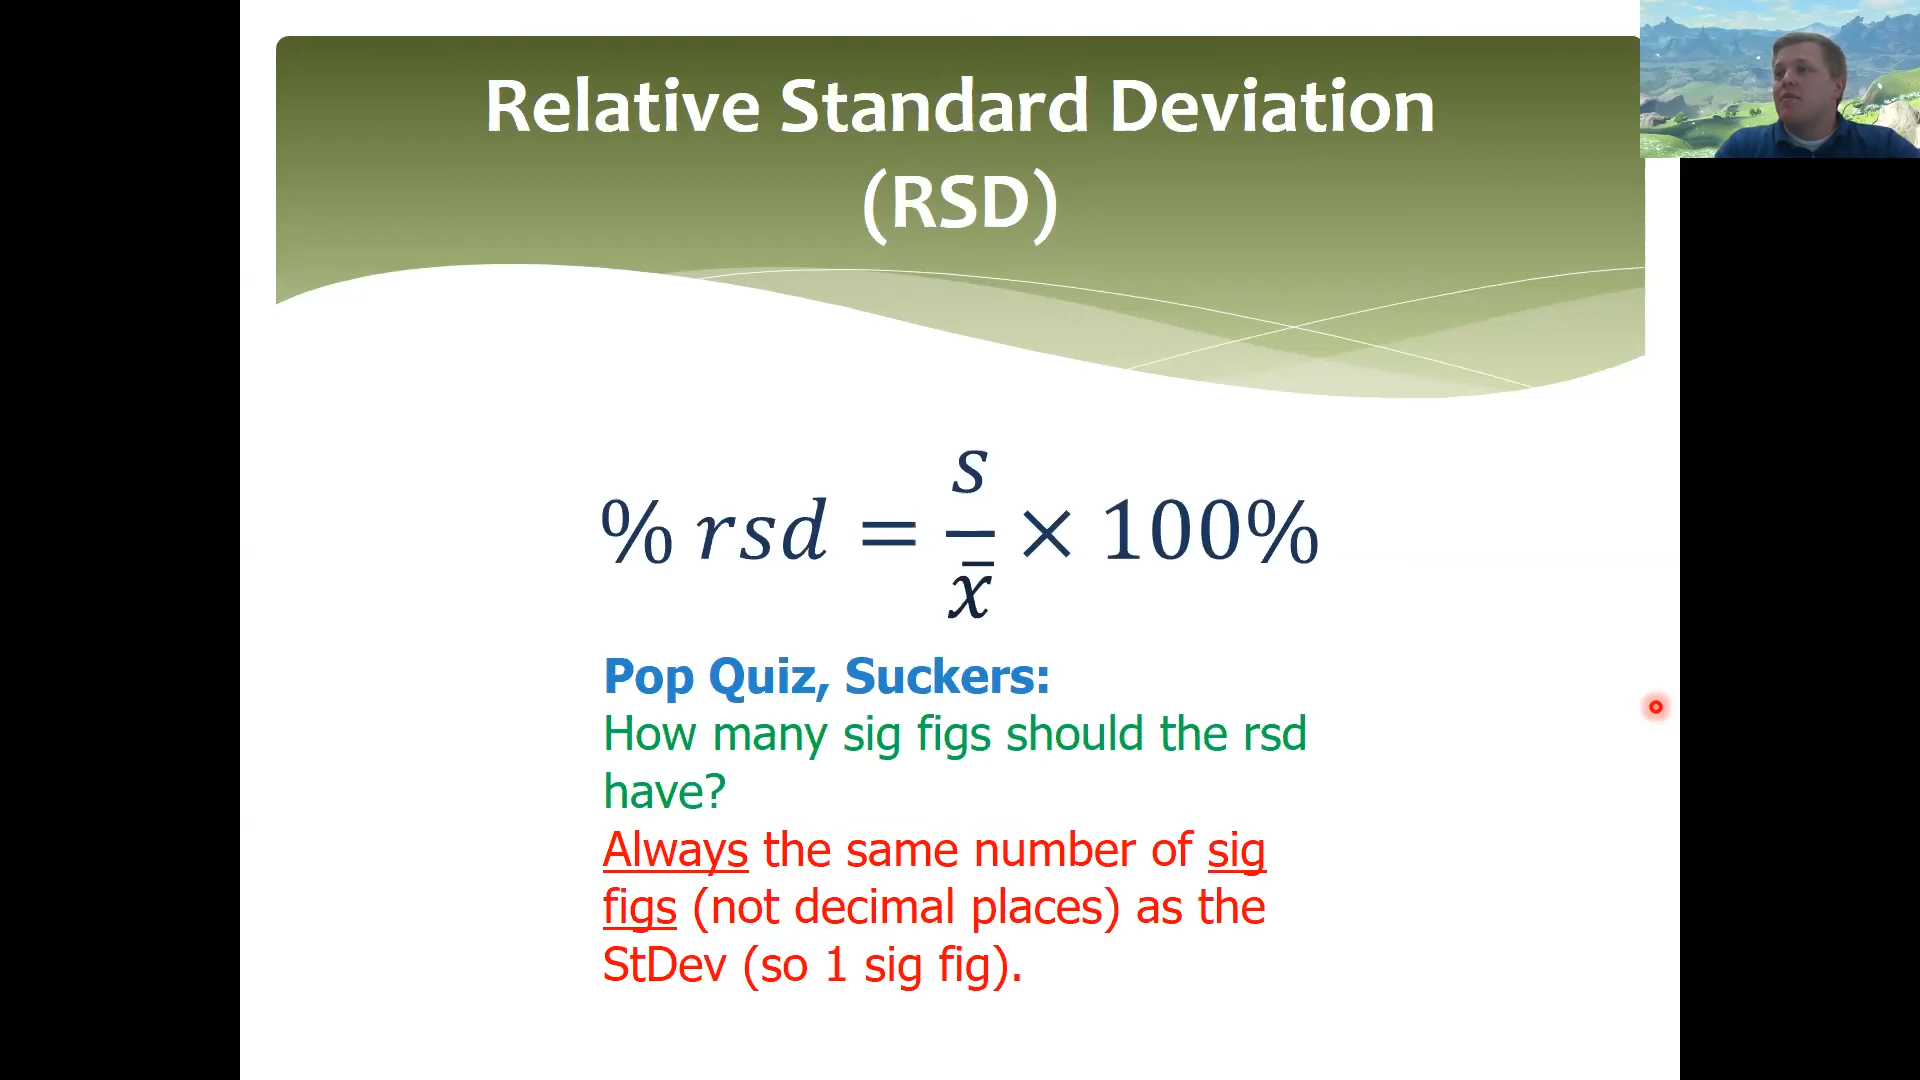 Relative Standard Deviation
(RSD)
% rsd = s/x̄ × 100%
Pop Quiz, Suckers:
How many sig figs should the rsd
have?
Always the same number of sig
figs (not decimal places) as the
StDev (so 1 sig fig).